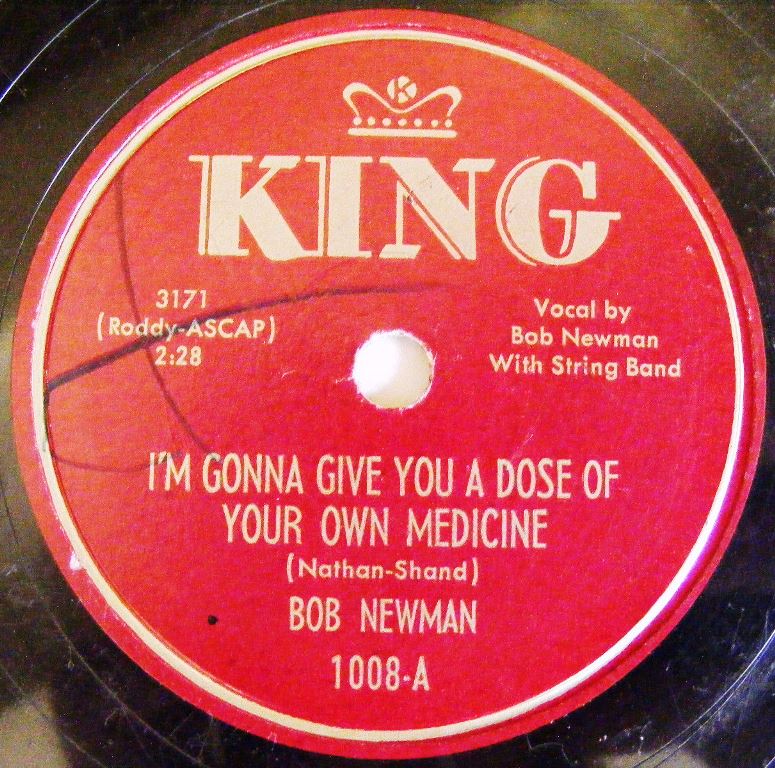 K
KING
3171
(Roddy-ASCAP)
2:28
Vocal by
Bob Newman
With String Band
I'M GONNA GIVE YOU A DOSE OF
YOUR OWN MEDICINE
(Nathan-Shand)
BOB NEWMAN
1008-A